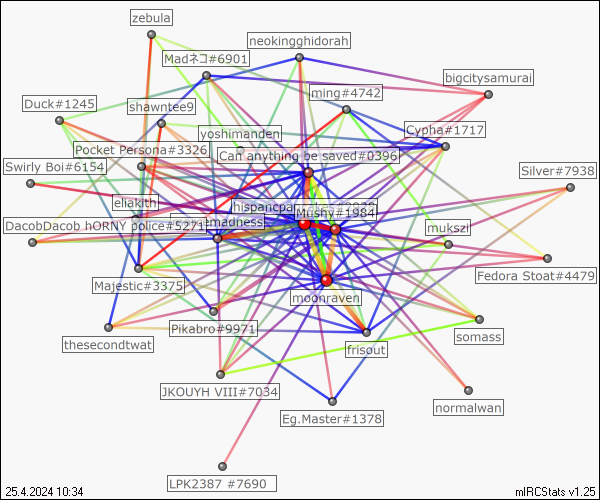 zebula
neokingghidorah
Madネコ#6901
bigcitysamurai
ming#4742
Duck#1245
shawntee9
Cypha#1717
yoshimanden
Pocket Persona#3326
Can anything be saved#0396
Swirly Boi#6154
Silver#7938
eliakith
Mushy#1984
DacobDacob hORNY police#5271
mukszi
Fedora Stoat#4479
Majestic#3375
moonraven
Pikabro#9971
somass
thesecondtwat
frisout
JKOUYH VIII#7034
normalwan
Eg.Master#1378
LPK2387 #7690
25.4.2024 10:34
mIRCStats v1.25